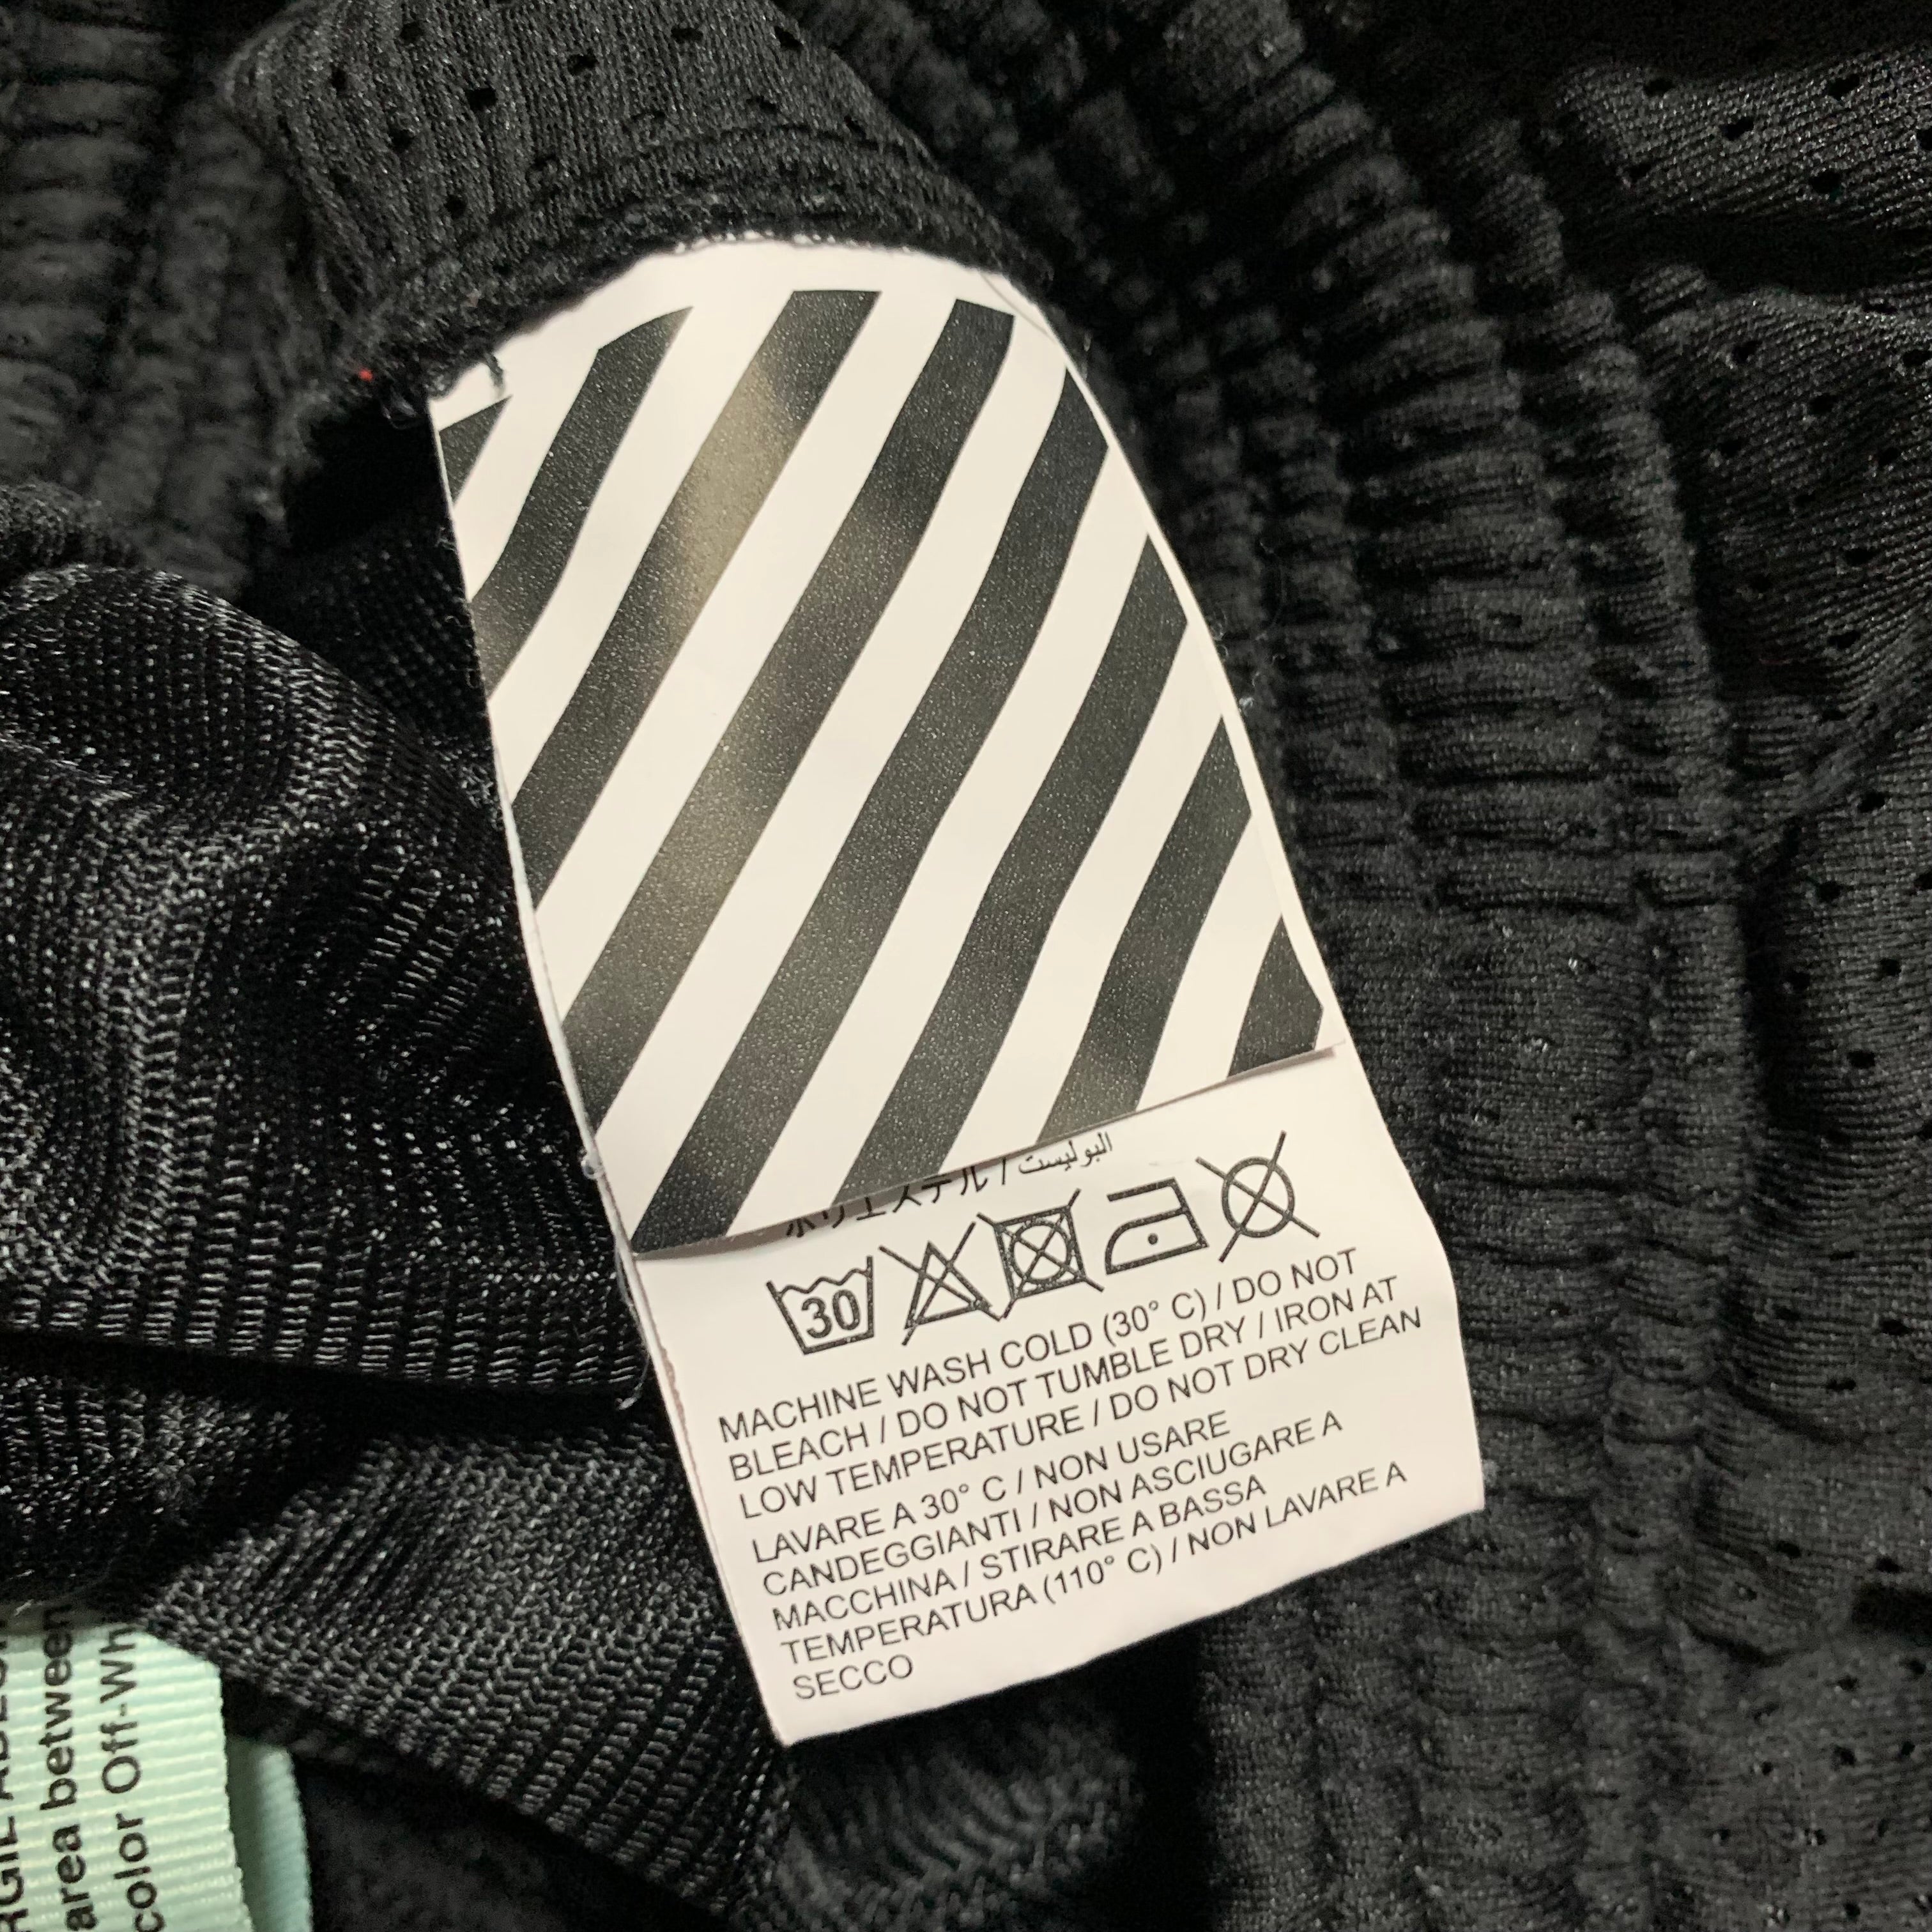 ポリエステル / البوليست
30
MACHINE WASH COLD (30° C) / DO NOT
BLEACH / DO NOT TUMBLE DRY / IRON AT
LOW TEMPERATURE / DO NOT DRY CLEAN
LAVARE A 30° C / NON USARE
CANDEGGIANTI / NON ASCIUGARE A
MACCHINA / STIRARE A BASSA
TEMPERATURA (110° C) / NON LAVARE A
SECCO
area between
color Off-Wh